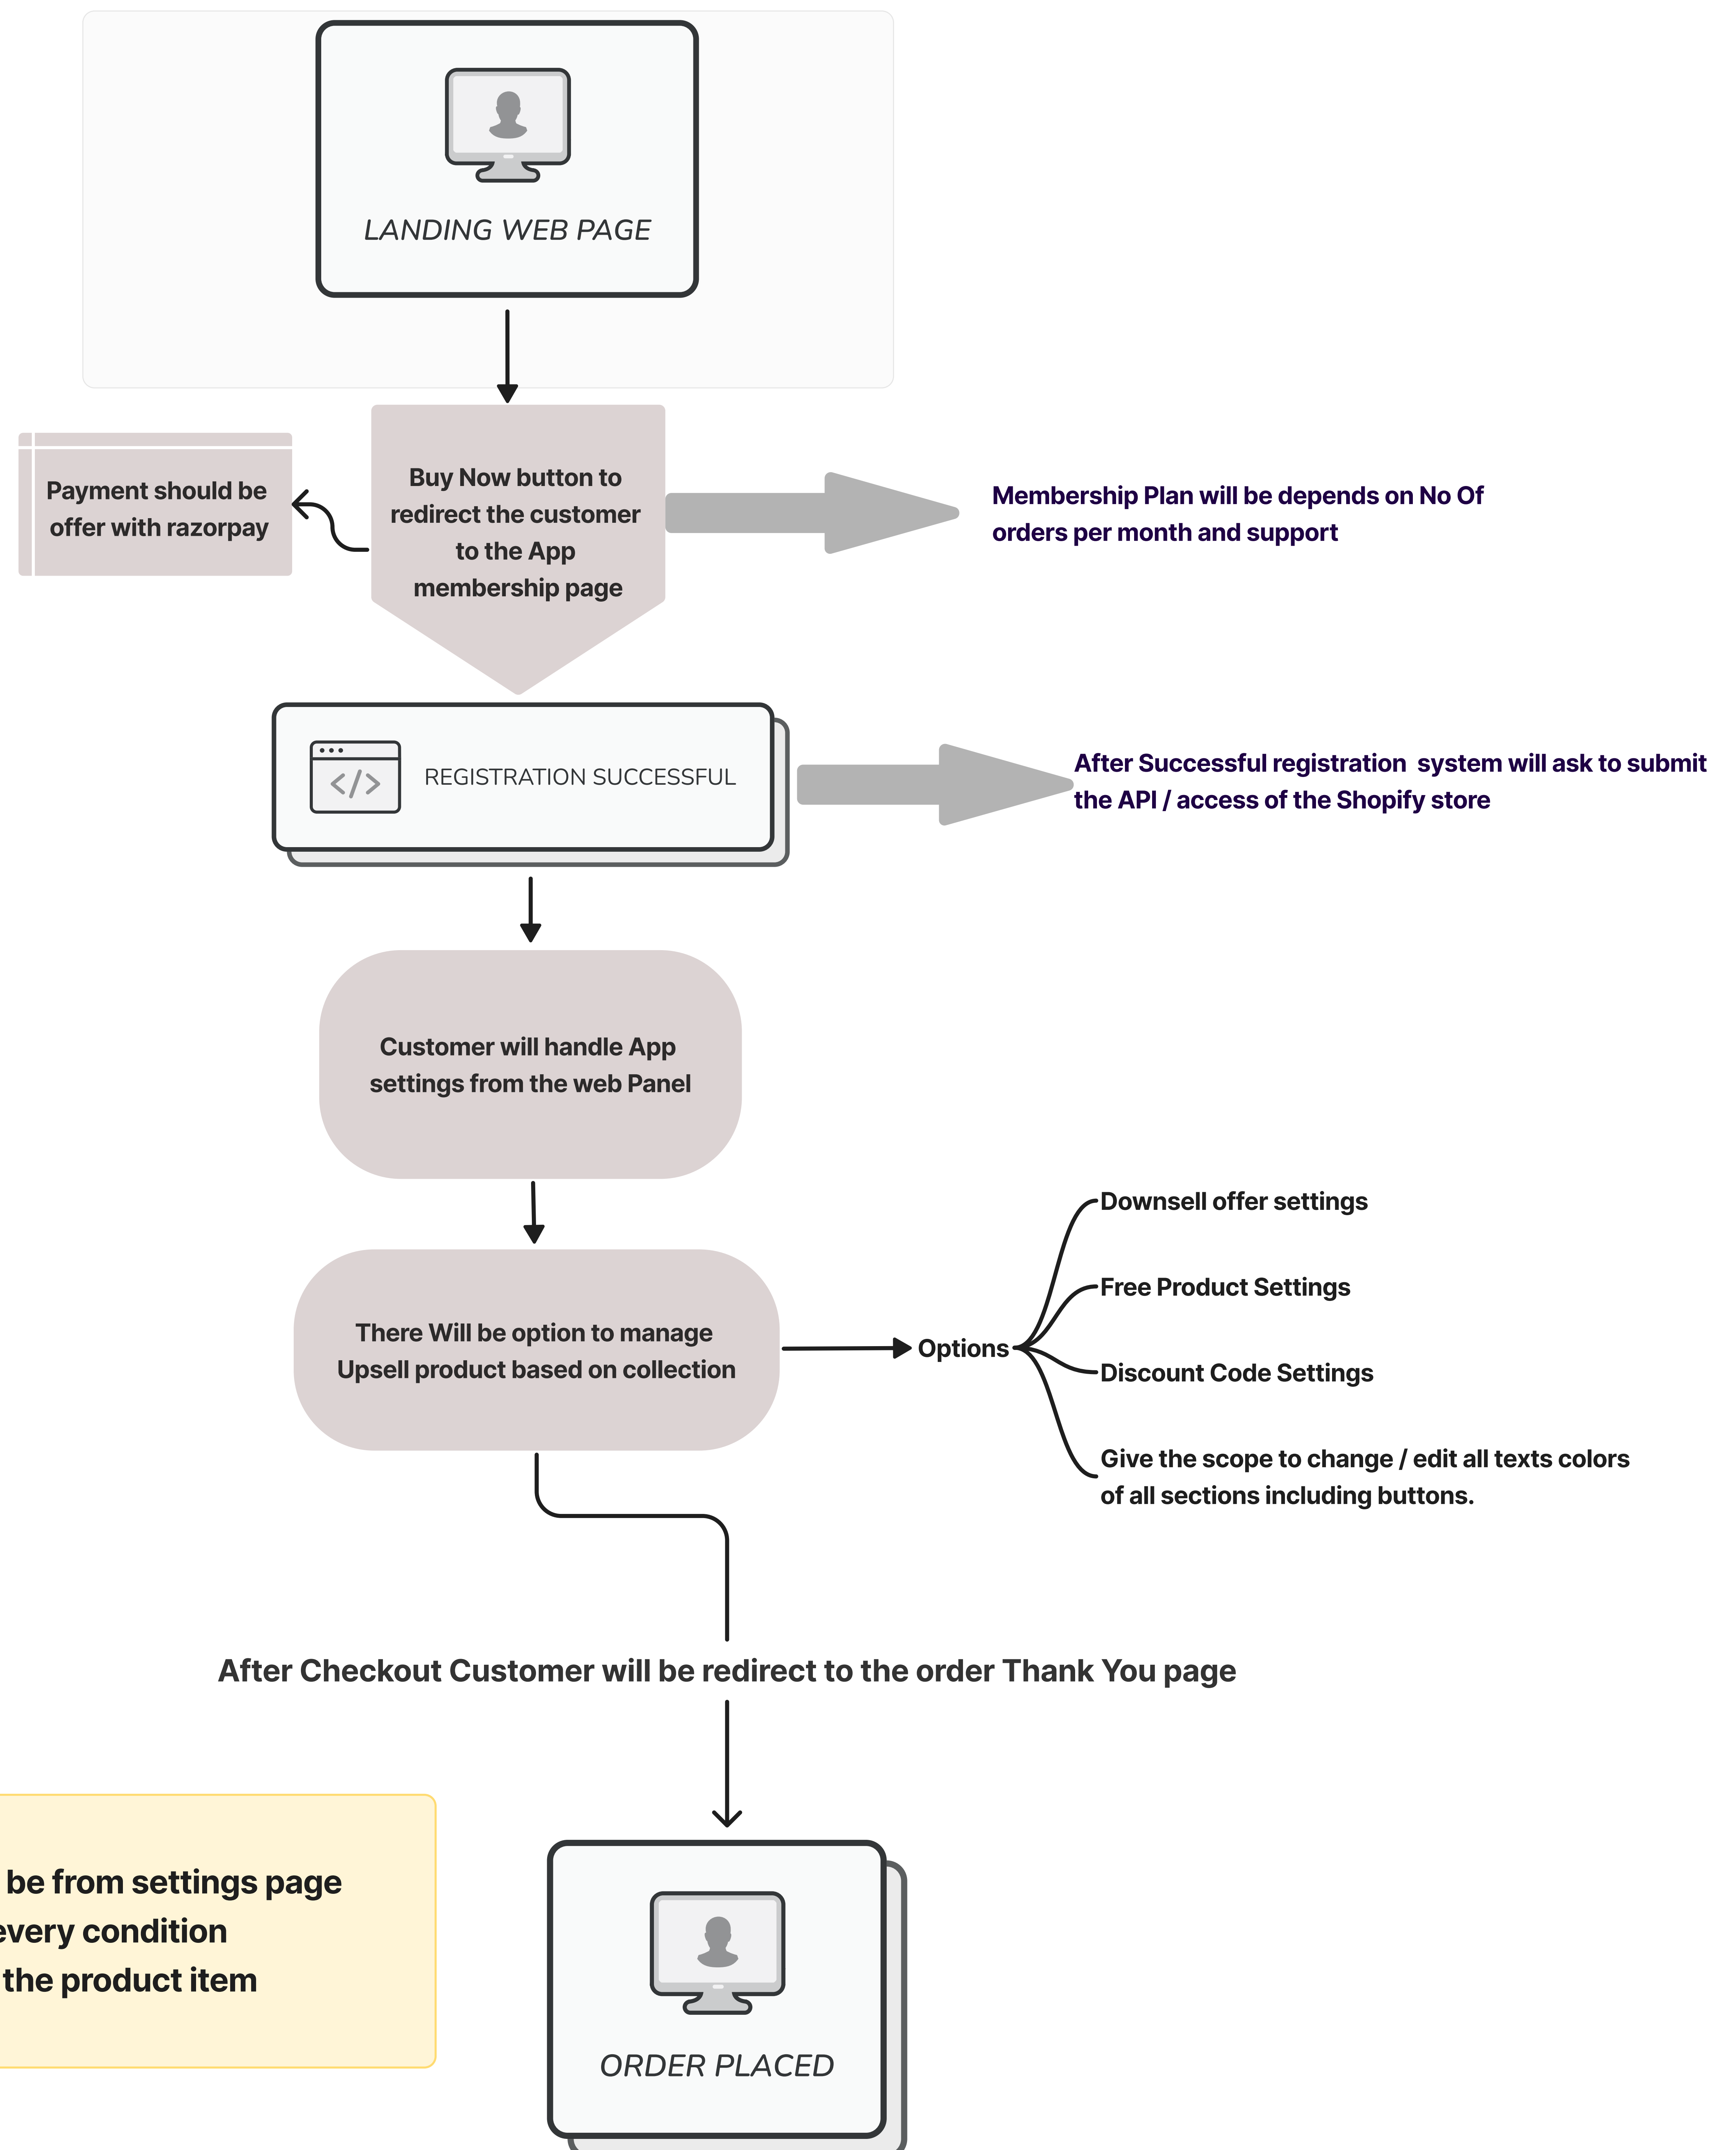 LANDING WEB PAGE
Payment should be
offer with razorpay
Buy Now button to
redirect the customer
to the App
membership page
Membership Plan will be depends on No Of
orders per month and support
REGISTRATION SUCCESSFUL
After Successful registration  system will ask to submit
the API / access of the Shopify store
Customer will handle App
settings from the web Panel
There Will be option to manage
Upsell product based on collection
Options
Downsell offer settings
Free Product Settings
Discount Code Settings
Give the scope to change / edit all texts colors
of all sections including buttons.
After Checkout Customer will be redirect to the order Thank You page
be from settings page
every condition
the product item
ORDER PLACED